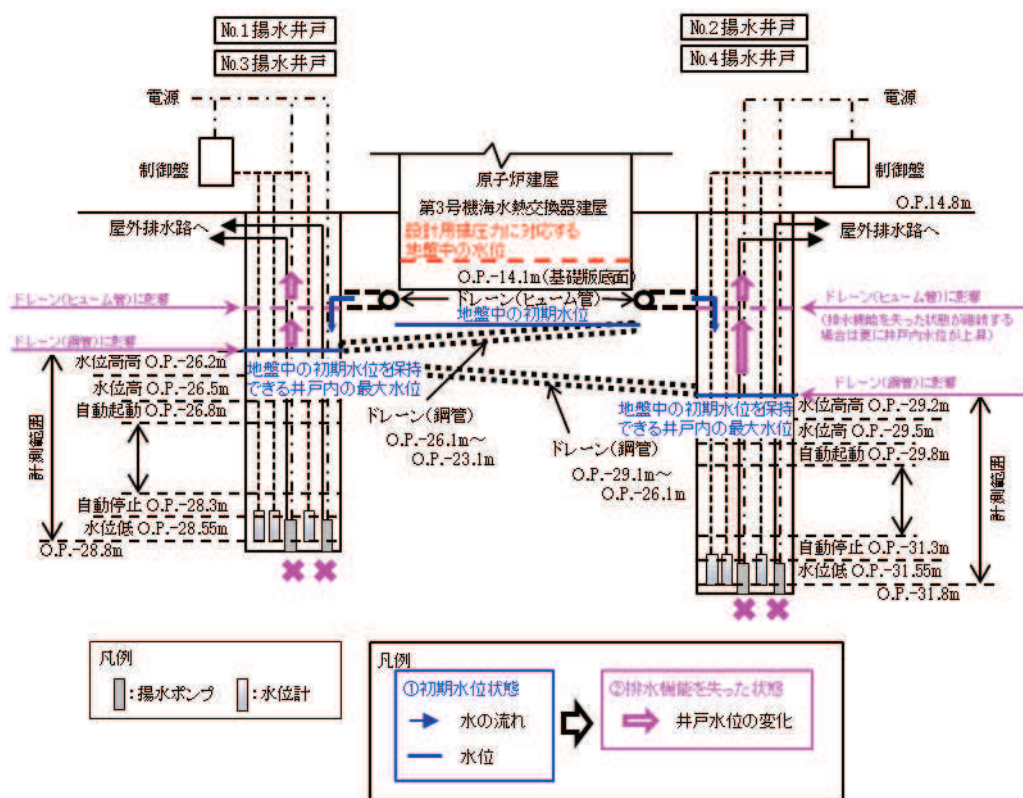 No.1揚水井戸
No.3揚水井戸
No.2揚水井戸
No.4揚水井戸
電源
電源
制御盤
制御盤
原子炉建屋
第3号機海水熱交換器建屋
設計用揚圧力に対応する
地盤中の水位
O.P.-14.1m(基礎版底面)
O.P.14.8m
屋外排水路へ
屋外排水路へ
ドレーン(ヒューム管)に影響
ドレーン(ヒューム管)
ドレーン(ヒューム管)に影響
(排水機能を失った状態が継続する
場合は更に井戸内水位が上昇)
地盤中の初期水位
ドレーン(鋼管)に影響
水位高高 O.P.-26.2m
水位高 O.P.-26.5m
自動起動 O.P.-26.8m
自動停止 O.P.-28.3m
水位低 O.P.-28.55m
O.P.-28.8m
計測範囲
地盤中の初期水位を保持
できる井戸内の最大水位
ドレーン(鋼管)
O.P.-26.1m～
O.P.-23.1m
ドレーン(鋼管)
O.P.-29.1m～
O.P.-26.1m
地盤中の初期水位を保持
できる井戸内の最大水位
ドレーン(鋼管)に影響
水位高高 O.P.-29.2m
水位高 O.P.-29.5m
自動起動 O.P.-29.8m
自動停止 O.P.-31.3m
水位低 O.P.-31.55m
O.P.-31.8m
計測範囲
凡例
:揚水ポンプ :水位計
凡例
①初期水位状態
水の流れ
水位
②排水機能を失った状態
井戸水位の変化